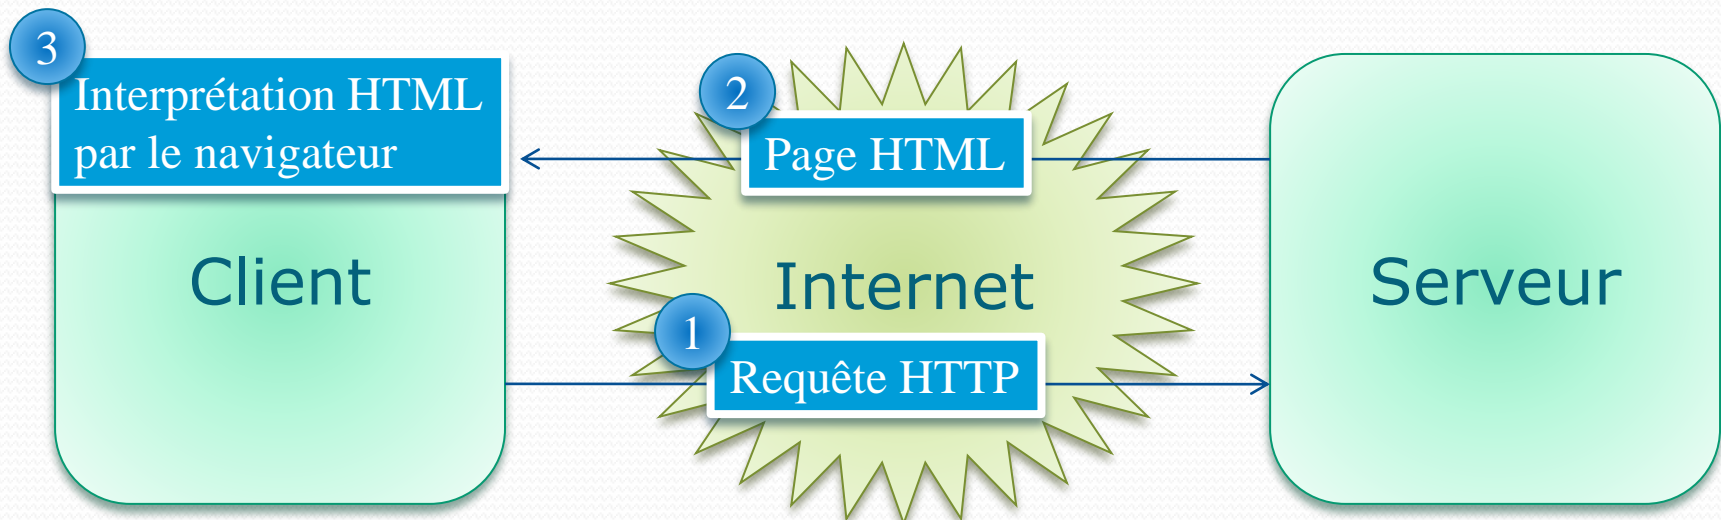 3
Interprétation HTML
par le navigateur
Client
2
Page HTML
Internet
1
Requête HTTP
Serveur